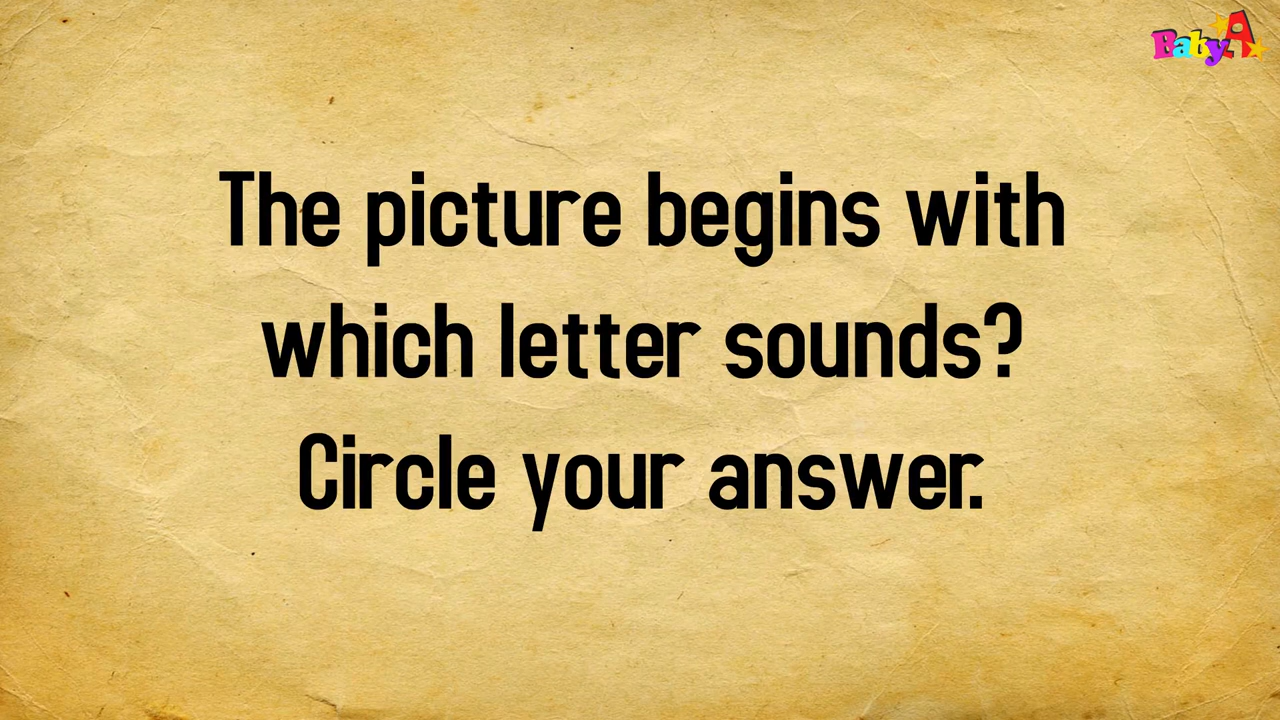 BabyA
The picture begins with
which letter sounds?
Circle your answer.